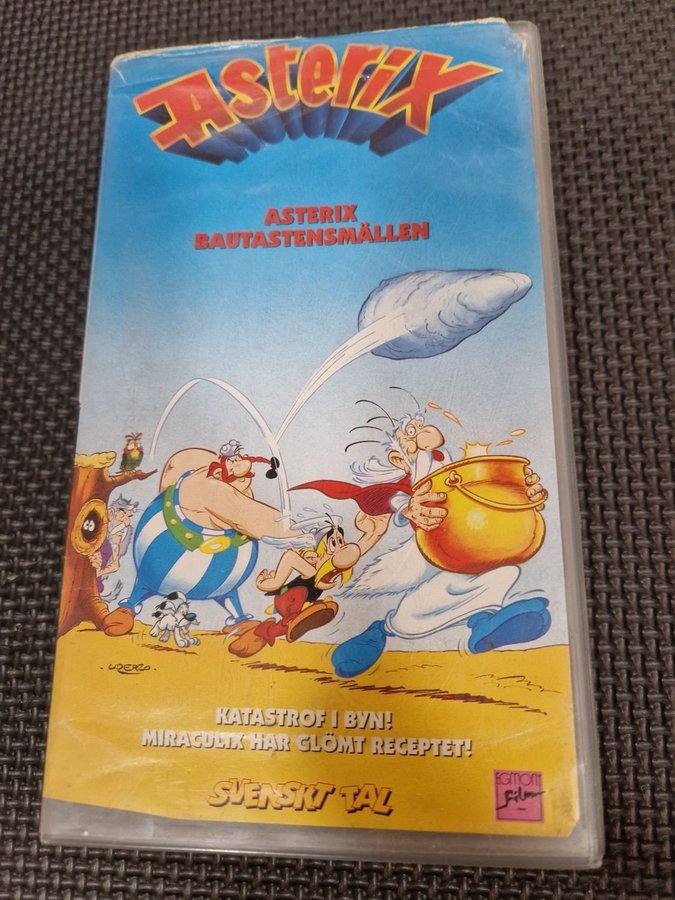 Asterix
ASTERIX
BAUTASTENSMÄLLEN
·UDERZO·
KATASTROF I BYN!
MIRACULIX HAR GLÖMT RECEPTET!
SVENSKT TAL
EGMONT
film